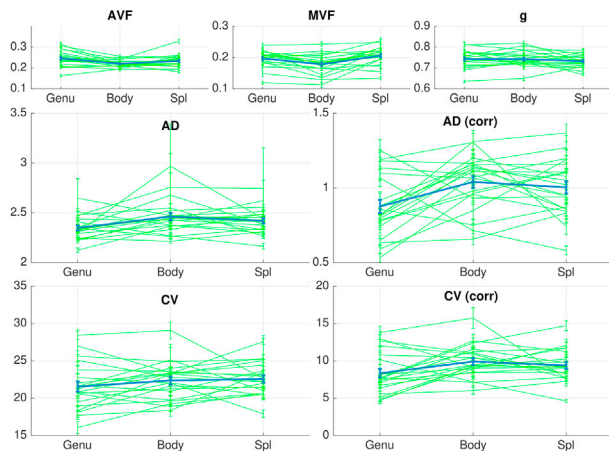 AVF
0.3
0.2
0.1
Genu Body Spl
MVF
0.3
0.2
0.1
Genu Body Spl
g
0.9
0.8
0.7
0.6
Genu Body Spl
AD
3.5
3
2.5
2
Genu Body Spl
AD (corr)
1.5
1
0.5
Genu Body Spl
CV
35
30
25
20
15
Genu Body Spl
CV (corr)
20
15
10
5
0
Genu Body Spl